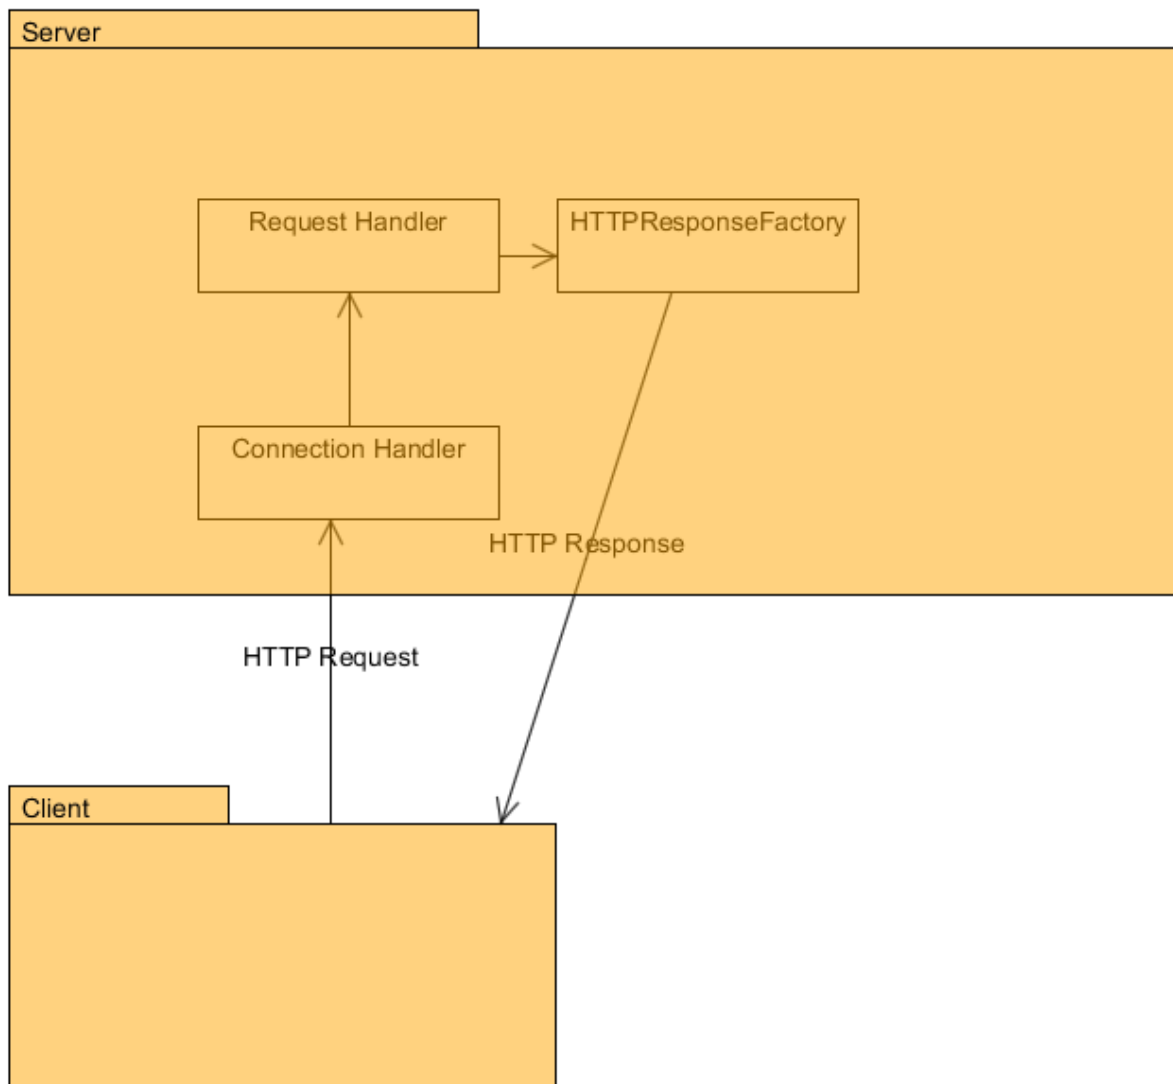 Server
Request Handler
HTTPResponseFactory
Connection Handler
HTTP Response
HTTP Request
Client